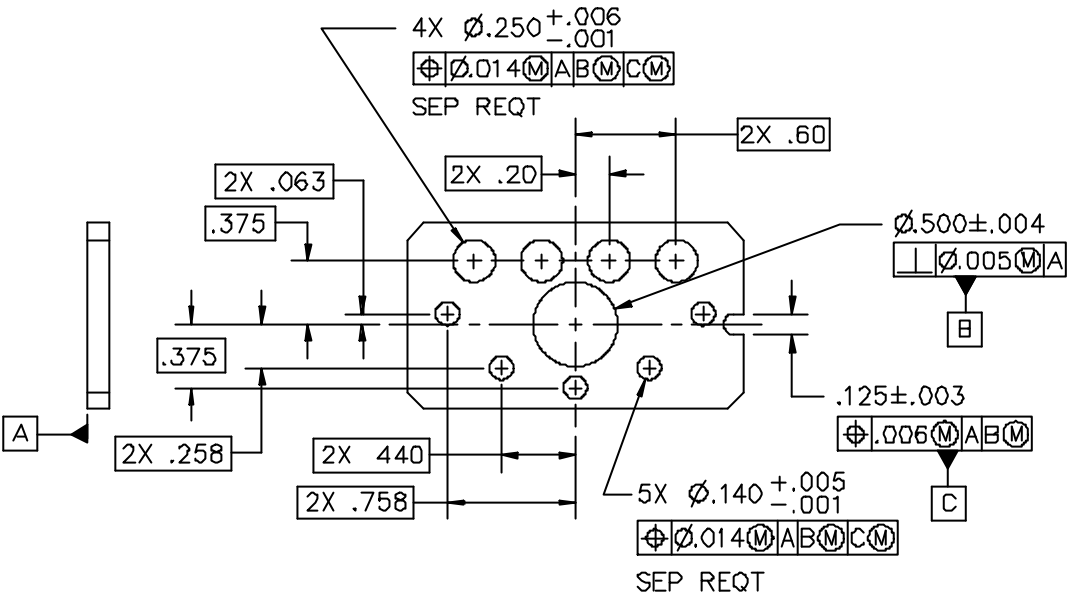 4X Ø.250 +.006
-.001
⌖ Ø.014Ⓜ A BⓂ CⓂ
SEP REQT
2X .60
2X .20
2X .063
.375
Ø.500±.004
⊥ Ø.005Ⓜ A
B
.375
.125±.003
⌖ .006Ⓜ A BⓂ
C
A
2X .258
2X 440
2X .758
5X Ø.140 +.005
-.001
⌖ Ø.014Ⓜ A BⓂ CⓂ
SEP REQT